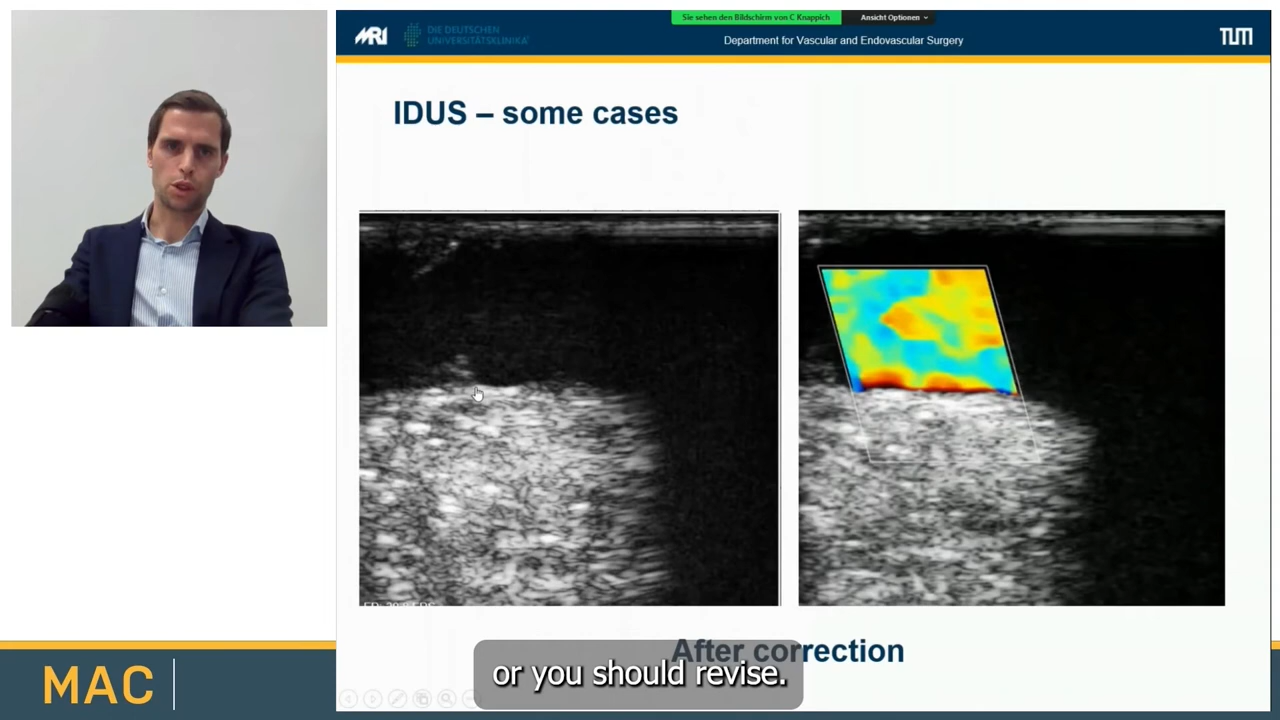 Sie sehen den Bildschirm von C Knappich
Ansicht Optionen
MRI
DIE DEUTSCHEN
UNIVERSITÄTSKLINIKA
Department for Vascular and Endovascular Surgery
TUM
IDUS – some cases
After correction
or you should revise.
MAC